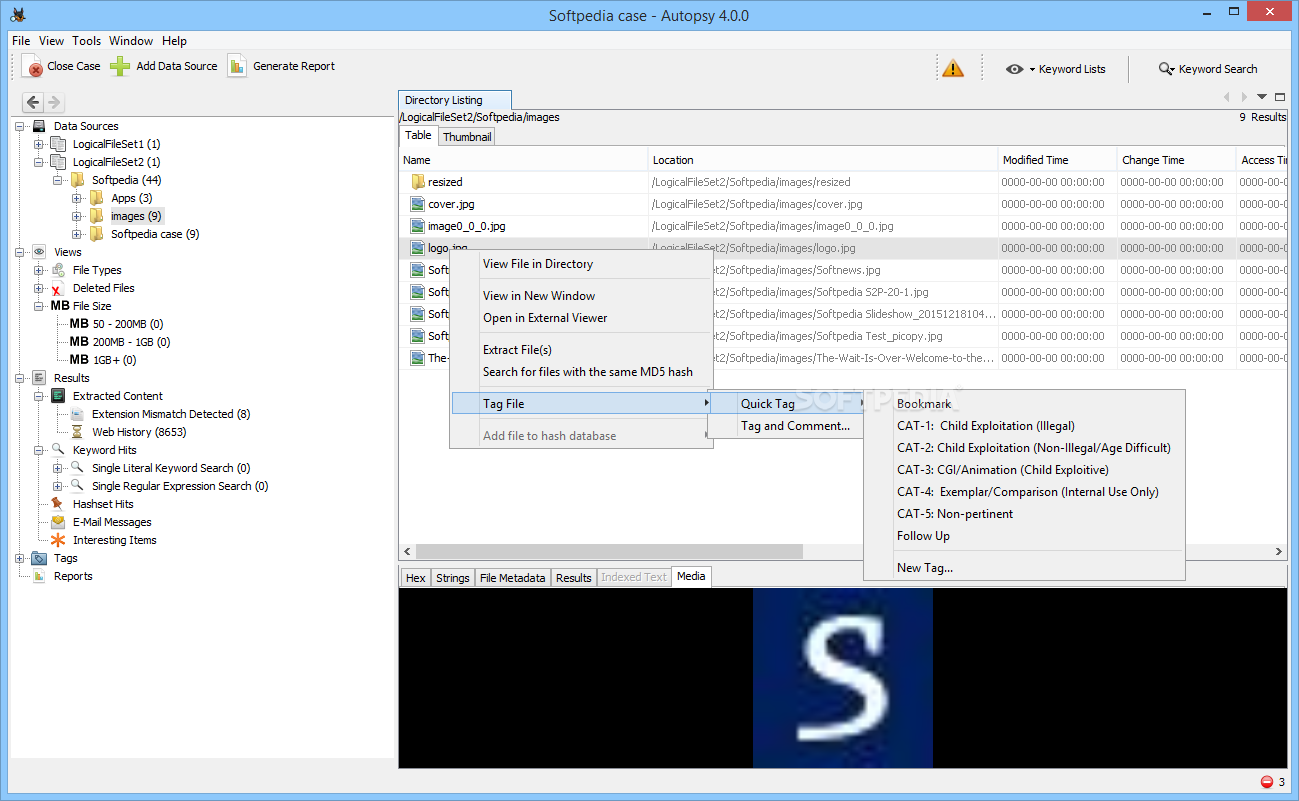 Softpedia case - Autopsy 4.0.0
File View Tools Window Help
Close Case Add Data Source Generate Report Keyword Lists Keyword Search
Data Sources
LogicalFileSet1 (1)
LogicalFileSet2 (1)
Softpedia (44)
Apps (3)
images (9)
Softpedia case (9)
Views
File Types
Deleted Files
MB File Size
MB 50 - 200MB (0)
MB 200MB - 1GB (0)
MB 1GB+ (0)
Results
Extracted Content
Extension Mismatch Detected (8)
Web History (8653)
Keyword Hits
Single Literal Keyword Search (0)
Single Regular Expression Search (0)
Hashset Hits
E-Mail Messages
Interesting Items
Tags
Reports
Directory Listing
/LogicalFileSet2/Softpedia/images 9 Results
Table Thumbnail
Name Location Modified Time Change Time Access Ti
resized /LogicalFileSet2/Softpedia/images/resized 0000-00-00 00:00:00 0000-00-00 00:00:00 0000-00-
cover.jpg /LogicalFileSet2/Softpedia/images/cover.jpg 0000-00-00 00:00:00 0000-00-00 00:00:00 0000-00-
image0_0_0.jpg /LogicalFileSet2/Softpedia/images/image0_0_0.jpg 0000-00-00 00:00:00 0000-00-00 00:00:00 0000-00-
logo.jpg /LogicalFileSet2/Softpedia/images/logo.jpg 0000-00-00 00:00:00 0000-00-00 00:00:00 0000-00-
Soft et2/Softpedia/images/Softnews.jpg 0000-00-00 00:00:00 0000-00-00 00:00:00 0000-00-
Soft et2/Softpedia/images/Softpedia S2P-20-1.jpg 0000-00-00 00:00:00 0000-00-00 00:00:00 0000-00-
Soft et2/Softpedia/images/Softpedia Slideshow_20151218104... 0000-00-00 00:00:00 0000-00-00 00:00:00 0000-00-
Soft et2/Softpedia/images/Softpedia Test_picopy.jpg 0000-00-00 00:00:00 0000-00-00 00:00:00 0000-00-
The- et2/Softpedia/images/The-Wait-Is-Over-Welcome-to-the... 0000-00-00 00:00:00 0000-00-00 00:00:00 0000-00-
View File in Directory
View in New Window
Open in External Viewer
Extract File(s)
Search for files with the same MD5 hash
Tag File
Add file to hash database
Quick Tag
Tag and Comment...
SOFTPEDIA
Bookmark
CAT-1: Child Exploitation (Illegal)
CAT-2: Child Exploitation (Non-Illegal/Age Difficult)
CAT-3: CGI/Animation (Child Exploitive)
CAT-4: Exemplar/Comparison (Internal Use Only)
CAT-5: Non-pertinent
Follow Up
New Tag...
Hex Strings File Metadata Results Indexed Text Media
S
3